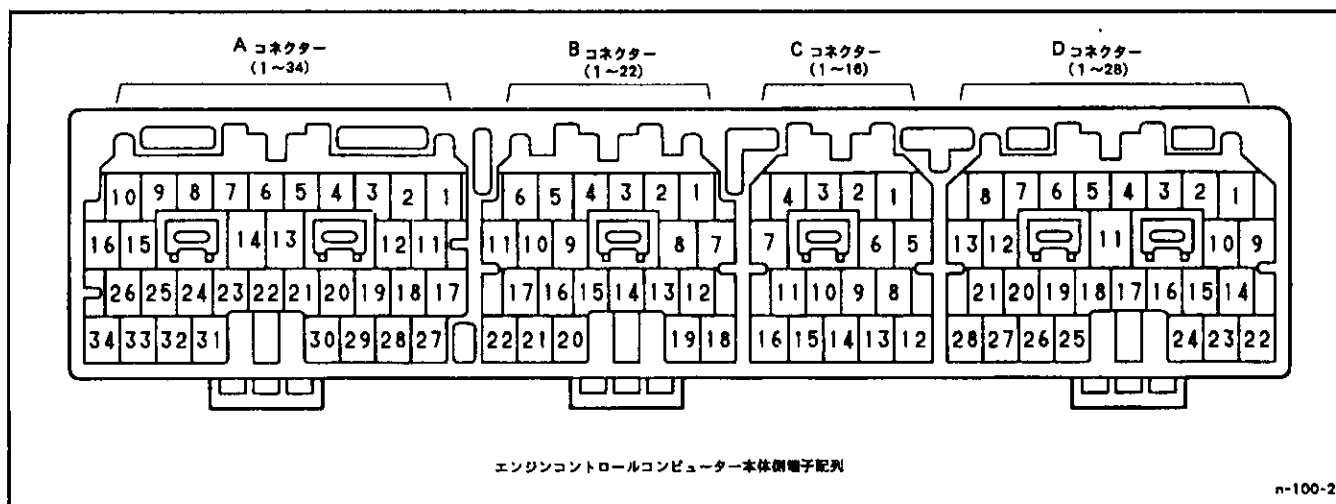 A コネクター
(1〜34)
B コネクター
(1〜22)
C コネクター
(1〜16)
D コネクター
(1〜28)
10 9 8 7 6 5 4 3 2 1
16 15 14 13 12 11
26 25 24 23 22 21 20 19 18 17
34 33 32 31 30 29 28 27
6 5 4 3 2 1
11 10 9 8 7
17 16 15 14 13 12
22 21 20 19 18
4 3 2 1
7 6 5
11 10 9 8
16 15 14 13 12
8 7 6 5 4 3 2 1
13 12 11 10 9
21 20 19 18 17 16 15 14
28 27 26 25 24 23 22
エンジンコントロールコンピューター本体側端子配列
n-100-2